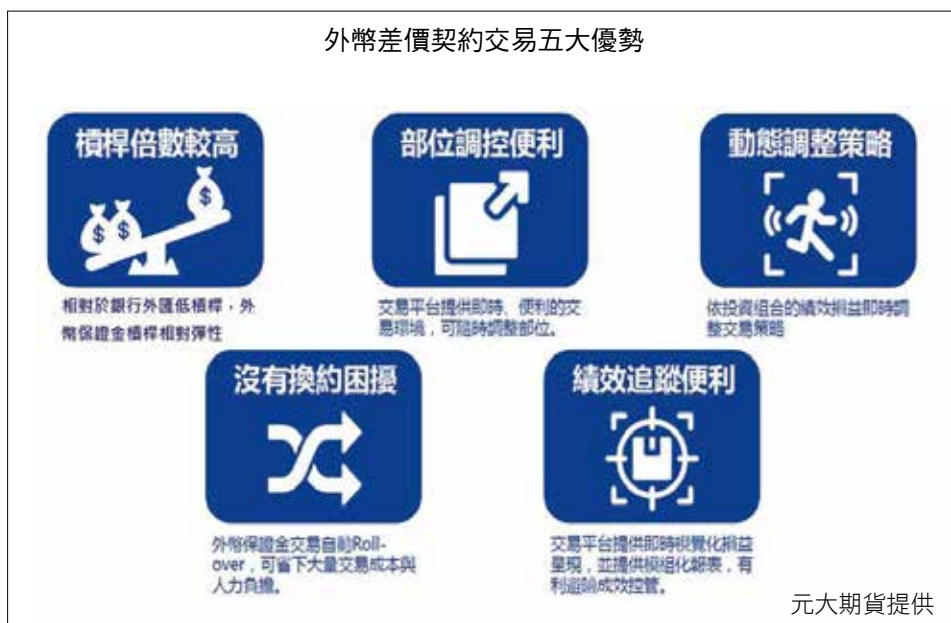 外幣差價契約交易五大優勢
槓桿倍數較高
部位調控便利
動態調整策略
$ $ $
相對於銀行外匯低槓桿，外
幣保證金槓桿相對彈性
交易平台提供即時、便利的交
易環境，可隨時調整部位。
依投資組合的績效損益即時調
整交易策略
沒有換約困擾
績效追蹤便利
外幣保證金交易自動Roll-
over，可省下大量交易成本與
人力負擔。
交易平台提供即時視覺化損益
呈現，並提供模組化報表，有
利避險成效控管。
元大期貨提供